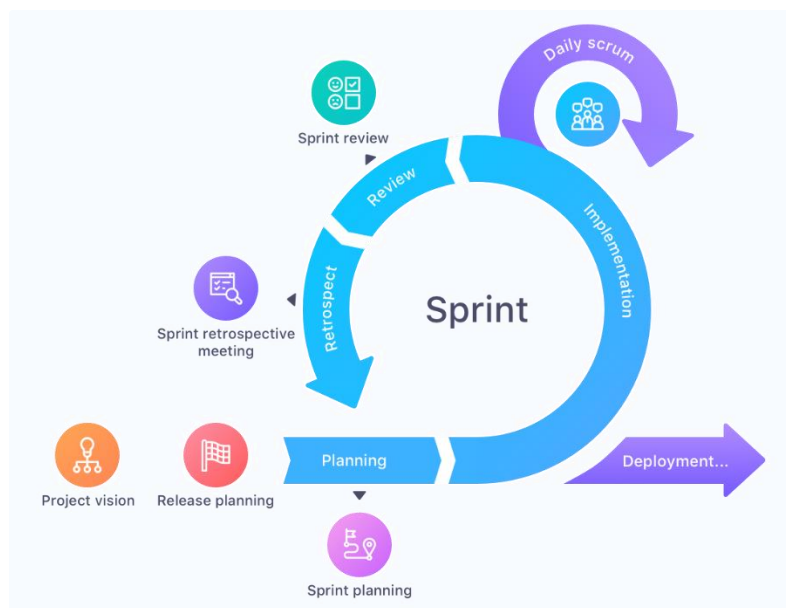 Daily scrum
Sprint review
Review
Implementation
Retrospect
Sprint
Sprint retrospective
meeting
Planning
Deployment...
Project vision
Release planning
Sprint planning